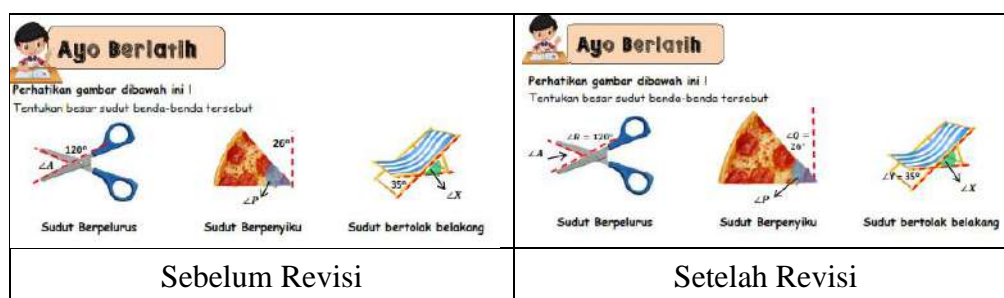 Ayo Berlatih
Perhatikan gambar dibawah ini !
Tentukan besar sudut benda-benda tersebut
120°
∠A
26°
∠P
35°
∠X
Sudut Berpelurus
Sudut Berpenyiku
Sudut bertolak belakang
Sebelum Revisi
Ayo Berlatih
Perhatikan gambar dibawah ini !
Tentukan besar sudut benda-benda tersebut
∠B = 120°
∠A
∠Q =
26°
∠P
∠Y = 35°
∠X
Sudut Berpelurus
Sudut Berpenyiku
Sudut bertolak belakang
Setelah Revisi